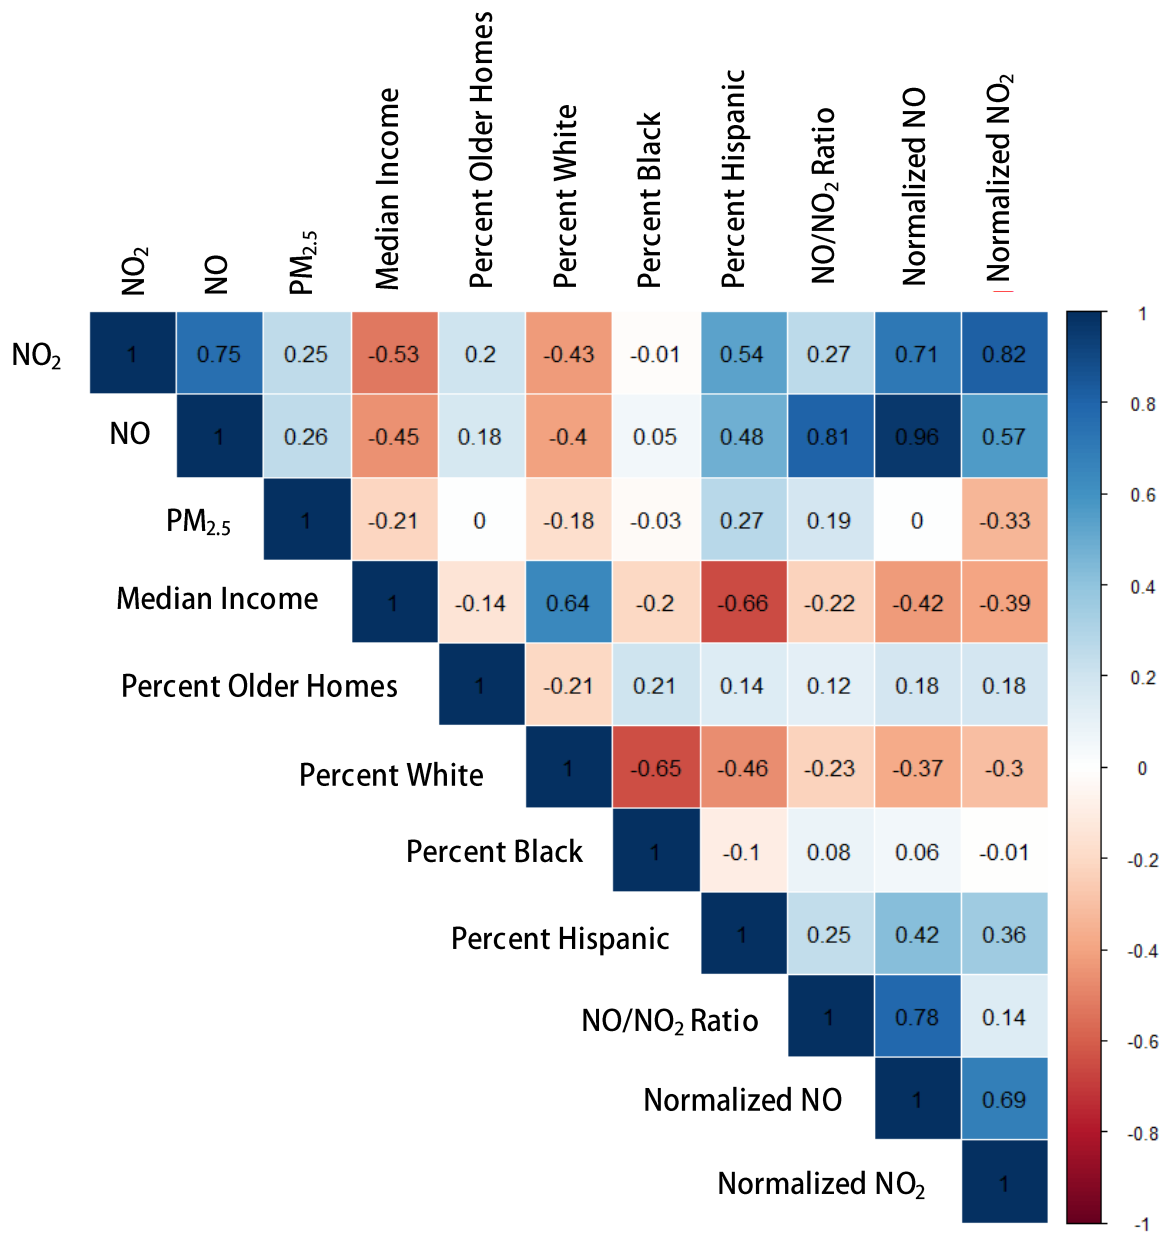 NO₂
NO
PM₂.₅
Median Income
Percent Older Homes
Percent White
Percent Black
Percent Hispanic
NO/NO₂ Ratio
Normalized NO
Normalized NO₂
NO₂ 1 0.75 0.25 -0.53 0.2 -0.43 -0.01 0.54 0.27 0.71 0.82
NO 1 0.26 -0.45 0.18 -0.4 0.05 0.48 0.81 0.96 0.57
PM₂.₅ 1 -0.21 0 -0.18 -0.03 0.27 0.19 0 -0.33
Median Income 1 -0.14 0.64 -0.2 -0.66 -0.22 -0.42 -0.39
Percent Older Homes 1 -0.21 0.21 0.14 0.12 0.18 0.18
Percent White 1 -0.65 -0.46 -0.23 -0.37 -0.3
Percent Black 1 -0.1 0.08 0.06 -0.01
Percent Hispanic 1 0.25 0.42 0.36
NO/NO₂ Ratio 1 0.78 0.14
Normalized NO 1 0.69
Normalized NO₂ 1
1
0.8
0.6
0.4
0.2
0
-0.2
-0.4
-0.6
-0.8
-1